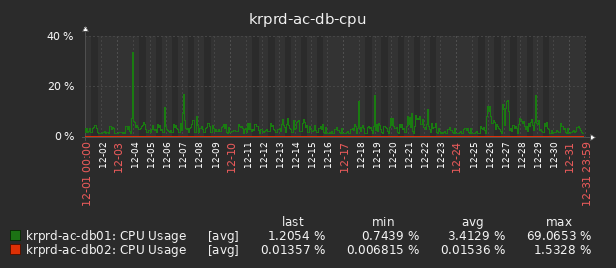 krprd-ac-db-cpu
40 %
20 %
0 %
12-01 00:00 12-02 12-03 12-04 12-05 12-06 12-07 12-08 12-09 12-10 12-11 12-12 12-13 12-14 12-15 12-16 12-17 12-18 12-19 12-20 12-21 12-22 12-23 12-24 12-25 12-26 12-27 12-28 12-29 12-30 12-31 12-31 23:59
last min avg max
krprd-ac-db01: CPU Usage [avg] 1.2054 % 0.7439 % 3.4129 % 69.0653 %
krprd-ac-db02: CPU Usage [avg] 0.01357 % 0.006815 % 0.01536 % 1.5328 %